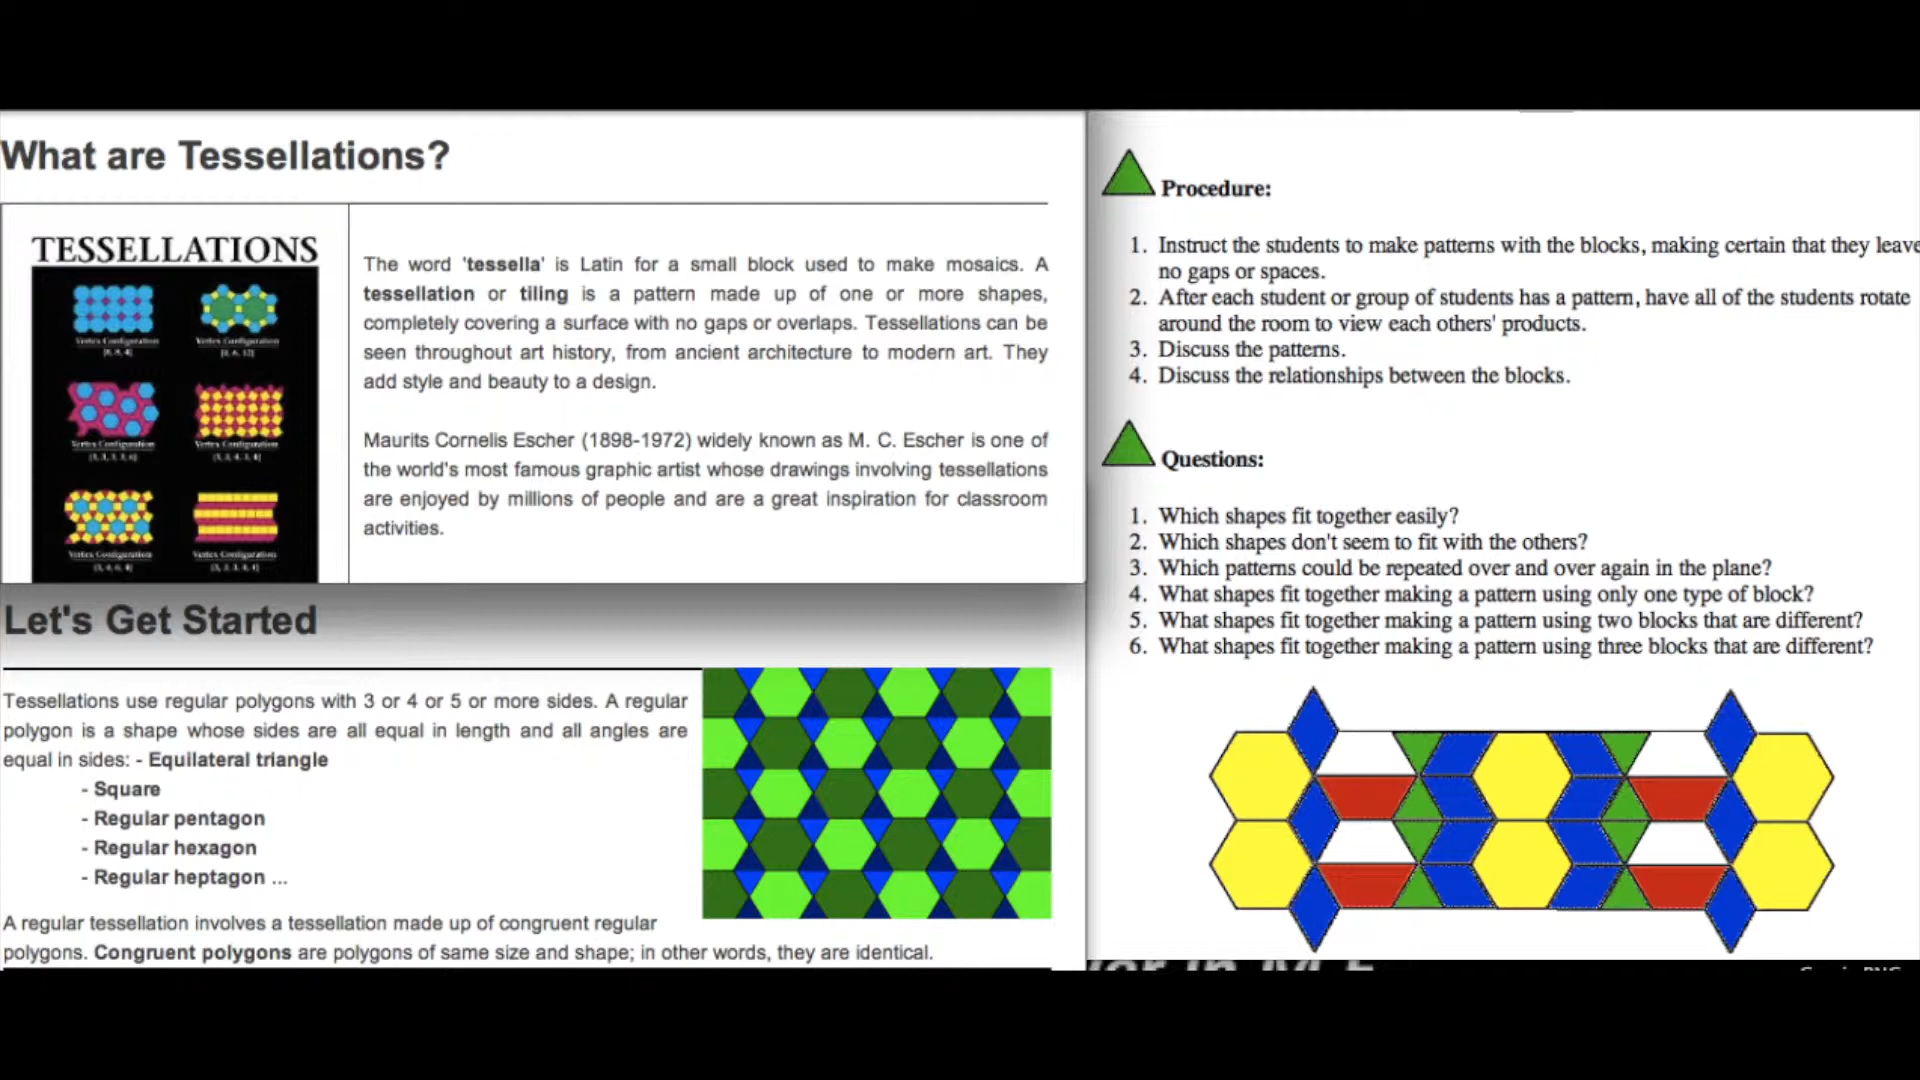 What are Tessellations?
TESSELLATIONS
Vertex Configuration
Vertex Configuration
Vertex Configuration
Vertex Configuration
Vertex Configuration
Vertex Configuration
The word 'tessella' is Latin for a small block used to make mosaics. A
tessellation or tiling is a pattern made up of one or more shapes,
completely covering a surface with no gaps or overlaps. Tessellations can be
seen throughout art history, from ancient architecture to modern art. They
add style and beauty to a design.
Maurits Cornelis Escher (1898-1972) widely known as M. C. Escher is one of
the world's most famous graphic artist whose drawings involving tessellations
are enjoyed by millions of people and are a great inspiration for classroom
activities.
Let's Get Started
Tessellations use regular polygons with 3 or 4 or 5 or more sides. A regular
polygon is a shape whose sides are all equal in length and all angles are
equal in sides: - Equilateral triangle
- Square
- Regular pentagon
- Regular hexagon
- Regular heptagon ...
A regular tessellation involves a tessellation made up of congruent regular
polygons. Congruent polygons are polygons of same size and shape; in other words, they are identical.
Procedure:
1. Instruct the students to make patterns with the blocks, making certain that they leave
no gaps or spaces.
2. After each student or group of students has a pattern, have all of the students rotate
around the room to view each others' products.
3. Discuss the patterns.
4. Discuss the relationships between the blocks.
Questions:
1. Which shapes fit together easily?
2. Which shapes don't seem to fit with the others?
3. Which patterns could be repeated over and over again in the plane?
4. What shapes fit together making a pattern using only one type of block?
5. What shapes fit together making a pattern using two blocks that are different?
6. What shapes fit together making a pattern using three blocks that are different?